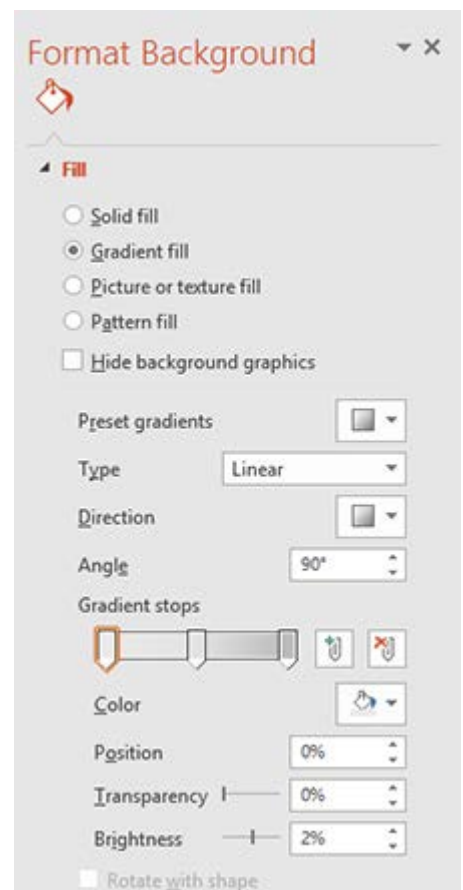 Format Background
Fill
Solid fill
Gradient fill
Picture or texture fill
Pattern fill
Hide background graphics
Preset gradients
Type Linear
Direction
Angle 90°
Gradient stops
Color
Position 0%
Transparency 0%
Brightness 2%
Rotate with shape